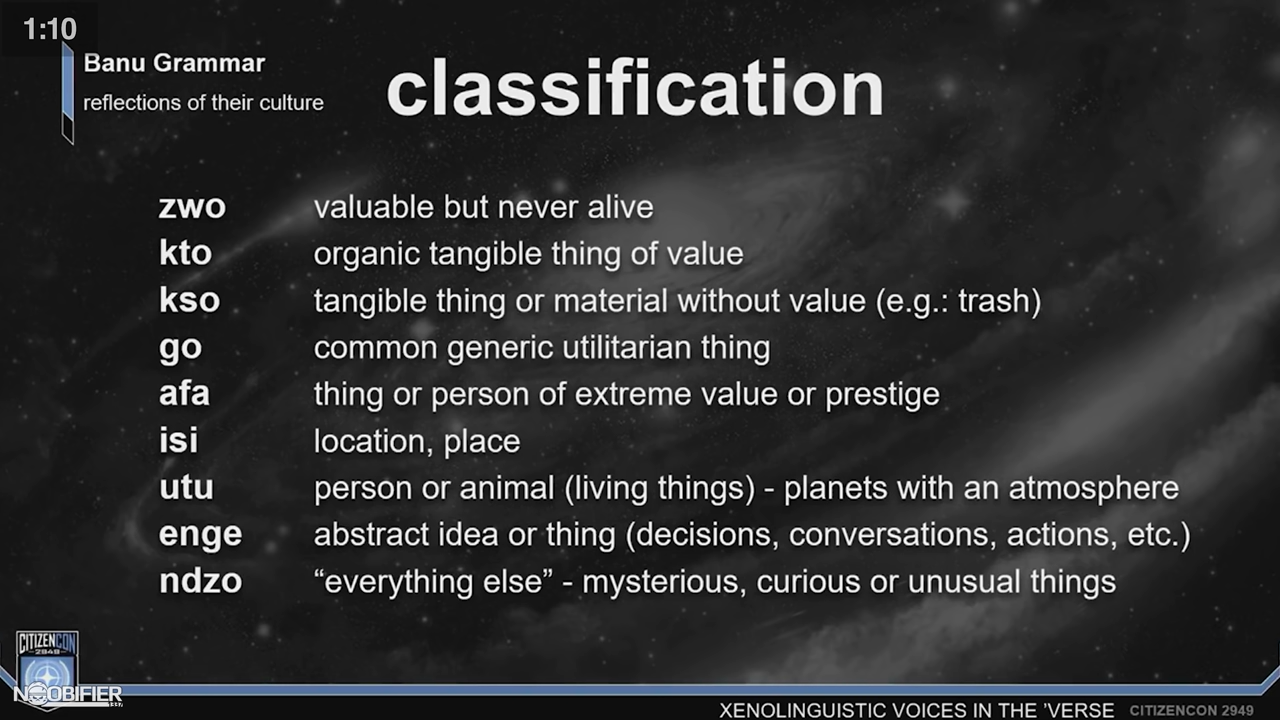 1:10
Banu Grammar
reflections of their culture
classification
zwo valuable but never alive
kto organic tangible thing of value
kso tangible thing or material without value (e.g.: trash)
go common generic utilitarian thing
afa thing or person of extreme value or prestige
isi location, place
utu person or animal (living things) - planets with an atmosphere
enge abstract idea or thing (decisions, conversations, actions, etc.)
ndzo “everything else” - mysterious, curious or unusual things
CITIZENCON
2949
NOOBIFIER
XENOLINGUISTIC VOICES IN THE ’VERSE CITIZENCON 2949